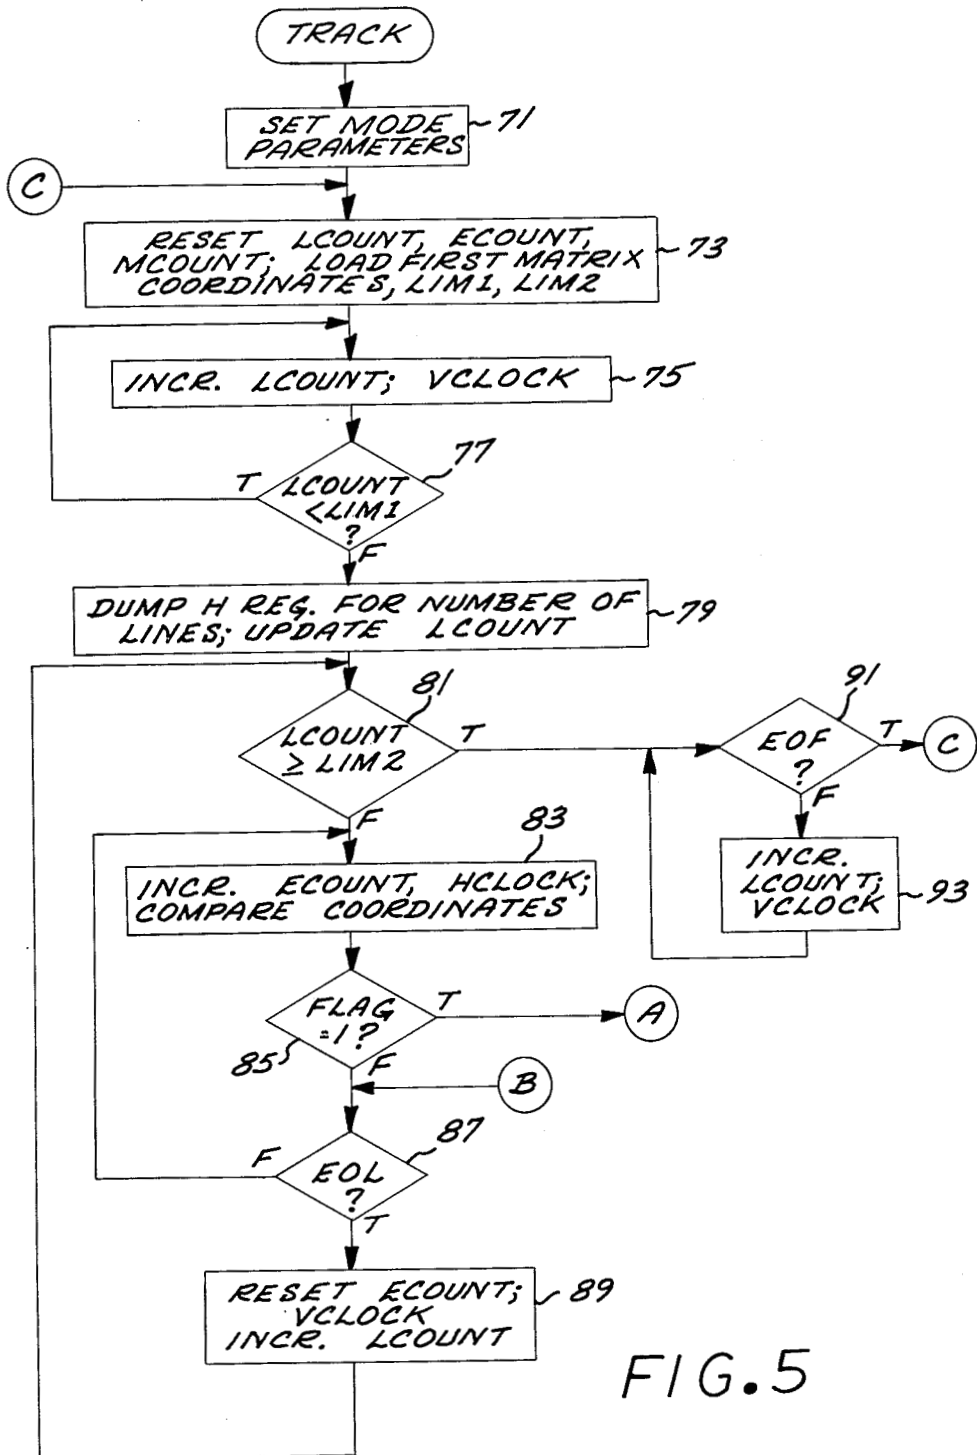 TRACK
SET MODE
PARAMETERS
71
C
RESET LCOUNT, ECOUNT,
MCOUNT; LOAD FIRST MATRIX
COORDINATES, LIM1, LIM2
73
INCR. LCOUNT; VCLOCK
75
77
T
LCOUNT
<LIM1
?
F
DUMP H REG. FOR NUMBER OF
LINES; UPDATE LCOUNT
79
81
LCOUNT
≥ LIM2
T
F
91
EOF
?
T
C
F
INCR.
LCOUNT;
VCLOCK
93
83
INCR. ECOUNT, HCLOCK;
COMPARE COORDINATES
FLAG
=1?
T
A
85
F
B
87
F
EOL
?
T
RESET ECOUNT;
VCLOCK
INCR. LCOUNT
89
FIG.5